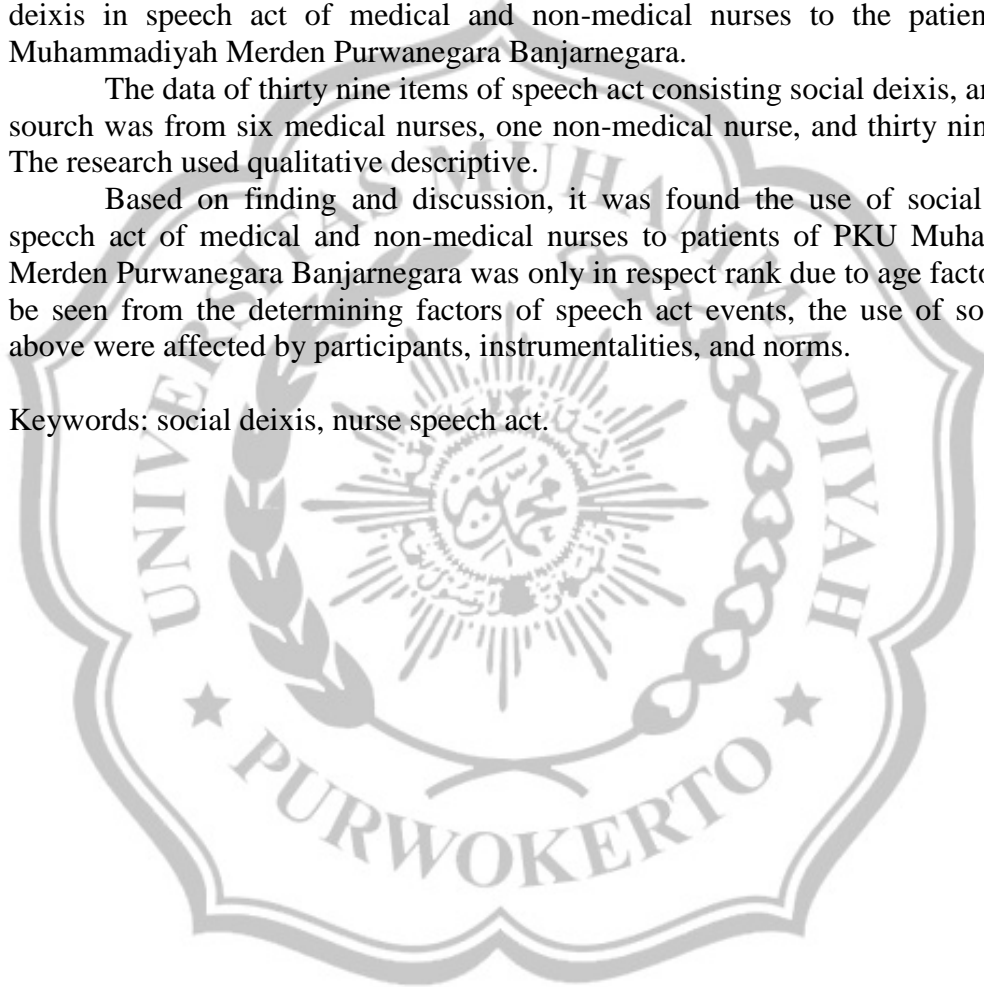 deixis in speech act of medical and non-medical nurses to the patien
Muhammadiyah Merden Purwanegara Banjarnegara.
The data of thirty nine items of speech act consisting social deixis, an
sourch was from six medical nurses, one non-medical nurse, and thirty nin
The research used qualitative descriptive.
Based on finding and discussion, it was found the use of social
specch act of medical and non-medical nurses to patients of PKU Muha
Merden Purwanegara Banjarnegara was only in respect rank due to age facto
be seen from the determining factors of speech act events, the use of so
above were affected by participants, instrumentalities, and norms.
Keywords: social deixis, nurse speech act.
UNIVERSITAS MUHAMMADIYAH
PURWOKERTO